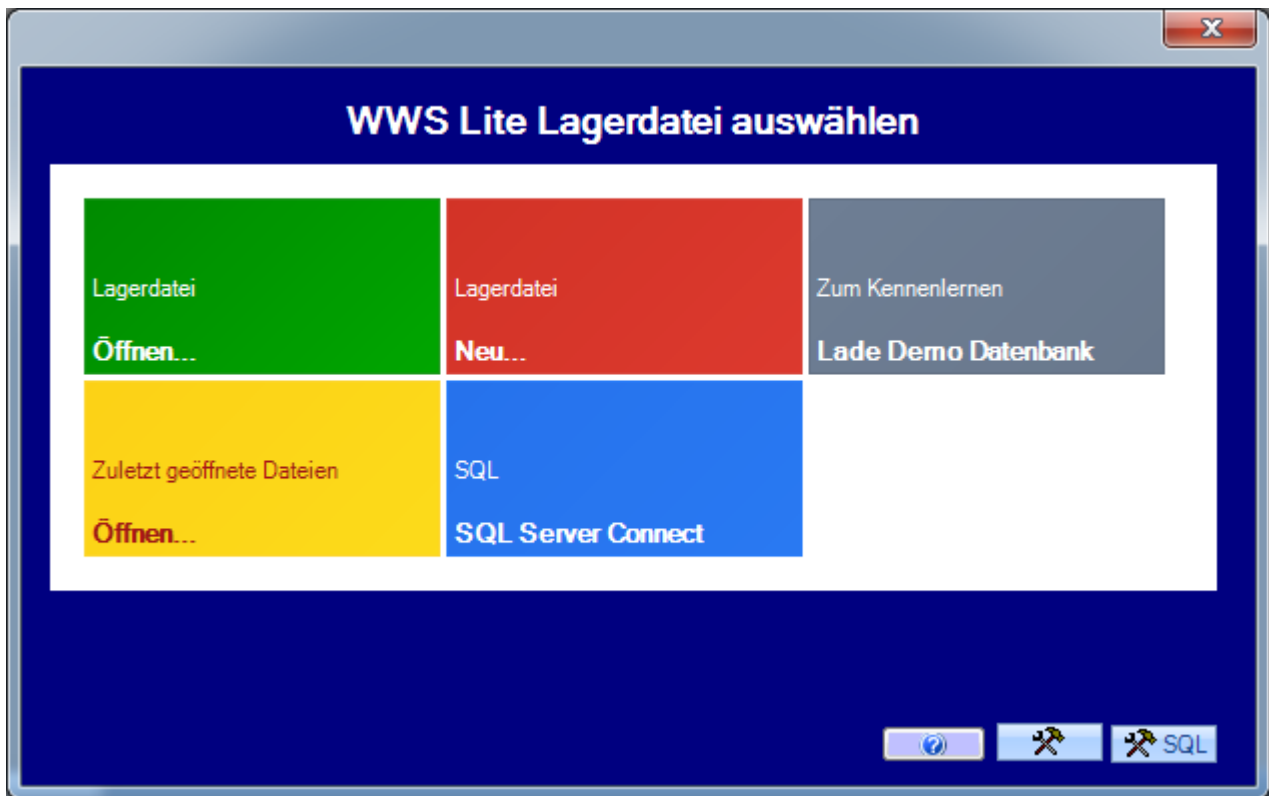 WWS Lite Lagerdatei auswählen
Lagerdatei
Öffnen...
Lagerdatei
Neu...
Zum Kennenlernen
Lade Demo Datenbank
Zuletzt geöffnete Dateien
Öffnen...
SQL
SQL Server Connect
SQL